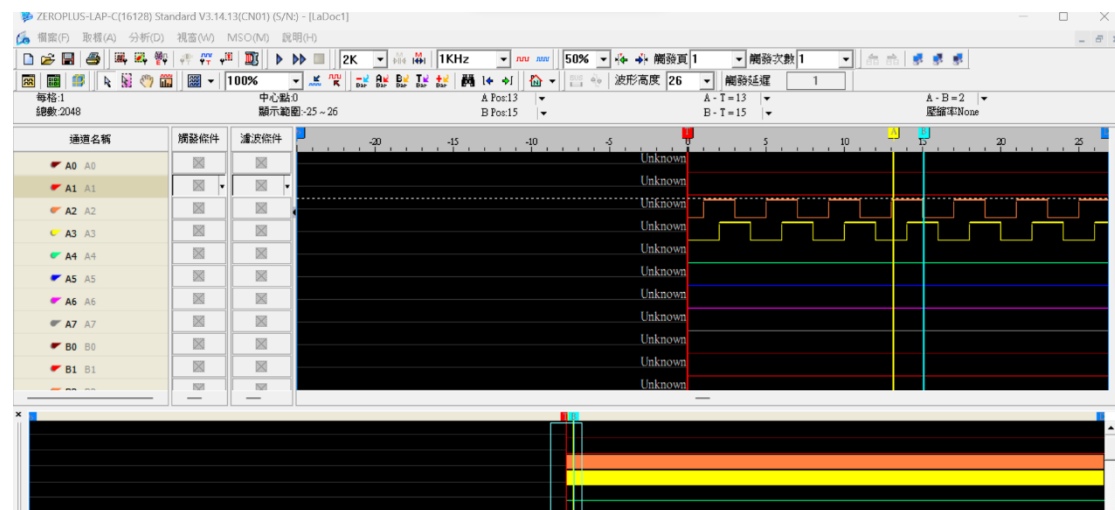 ZEROPLUS-LAP-C(16128) Standard V3.14.13(CN01) (S/N:) - [LaDoc1]
檔案(F) 取樣(A) 分析(D) 視窗(W) MSO(M) 說明(H)
2K 1KHz 50% 觸發頁 1 觸發次數 1
100% Bar Bar Bar Bar Bar 波形高度 26 觸發延遲 1
每格:1 中心點:0 A Pos:13 A - T = 13 A - B = 2
總數:2048 顯示範圍:-25 ~ 26 B Pos:15 B - T = 15 壓縮率:None
通道名稱 觸發條件 濾波條件 -20 -15 -10 -5 0 5 10 15 20 25
T A B
A0 A0 Unknown
A1 A1 Unknown
A2 A2 Unknown
A3 A3 Unknown
A4 A4 Unknown
A5 A5 Unknown
A6 A6 Unknown
A7 A7 Unknown
B0 B0 Unknown
B1 B1 Unknown
Unknown